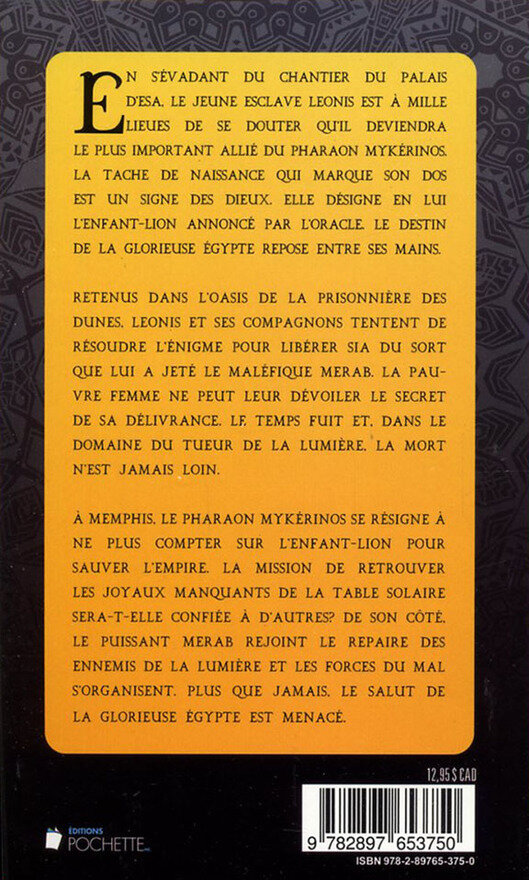 EN S'ÉVADANT DU CHANTIER DU PALAIS
D'ESA, LE JEUNE ESCLAVE LEONIS EST À MILLE
LIEUES DE SE DOUTER QU'IL DEVIENDRA
LE PLUS IMPORTANT ALLIÉ DU PHARAON MYKÉRINOS.
LA TACHE DE NAISSANCE QUI MARQUE SON DOS
EST UN SIGNE DES DIEUX. ELLE DÉSIGNE EN LUI
L'ENFANT-LION ANNONCÉ PAR L'ORACLE. LE DESTIN
DE LA GLORIEUSE ÉGYPTE REPOSE ENTRE SES MAINS.
RETENUS DANS L'OASIS DE LA PRISONNIÈRE DES
DUNES, LEONIS ET SES COMPAGNONS TENTENT DE
RÉSOUDRE L'ÉNIGME POUR LIBÉRER SIA DU SORT
QUE LUI A JETÉ LE MALÉFIQUE MERAB. LA PAU-
VRE FEMME NE PEUT LEUR DÉVOILER LE SECRET
DE SA DÉLIVRANCE. LE TEMPS FUIT ET, DANS LE
DOMAINE DU TUEUR DE LA LUMIÈRE, LA MORT
N'EST JAMAIS LOIN.
À MEMPHIS, LE PHARAON MYKÉRINOS SE RÉSIGNE À
NE PLUS COMPTER SUR L'ENFANT-LION POUR
SAUVER L'EMPIRE. LA MISSION DE RETROUVER
LES JOYAUX MANQUANTS DE LA TABLE SOLAIRE
SERA-T-ELLE CONFIÉE À D'AUTRES? DE SON CÔTÉ,
LE PUISSANT MERAB REJOINT LE REPAIRE DES
ENNEMIS DE LA LUMIÈRE ET LES FORCES DU MAL
S'ORGANISENT. PLUS QUE JAMAIS, LE SALUT DE
LA GLORIEUSE ÉGYPTE EST MENACÉ.
12,95 $ CAD
ÉDITIONS
POCHETTE
9 782897 653750
ISBN 978-2-89765-375-0